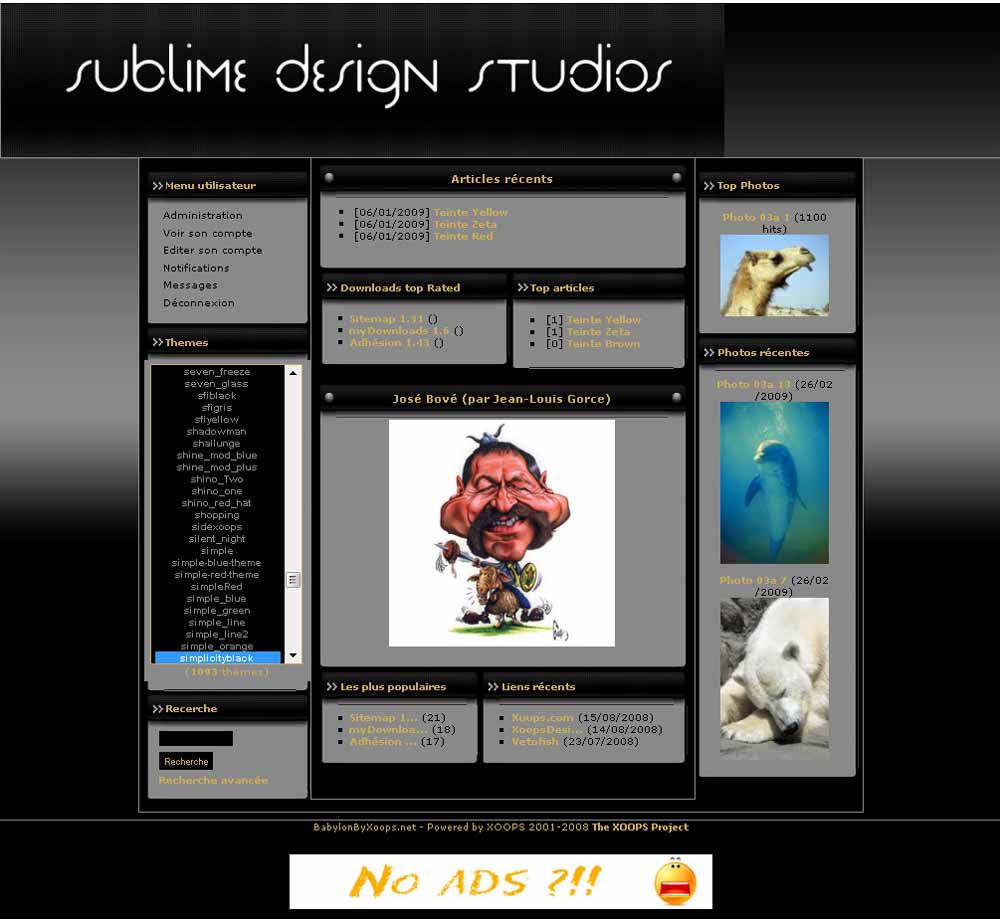 SUBLIME DESIGN STUDIOS
Menu utilisateur
Administration
Voir son compte
Editer son compte
Notifications
Messages
Déconnexion
Themes
seven_freeze
seven_glass
sfiblack
sfigris
sfiyellow
shadowman
shallunge
shine_mod_blue
shine_mod_plus
shino_Two
shino_one
shino_red_hat
shopping
sidexoops
silent_night
simple
simple-blue-theme
simple-red-theme
simpleRed
simple_blue
simple_green
simple_line
simple_line2
simple_orange
simplicityblack
(1093 thèmes)
Recerche
Recherche
Recherche avancée
Articles récents
[06/01/2009] Teinte Yellow
[06/01/2009] Teinte Zeta
[06/01/2009] Teinte Red
Downloads top Rated
Sitemap 1.31 ()
myDownloads 1.6 ()
Adhésion 1.43 ()
Top articles
[1] Teinte Yellow
[1] Teinte Zeta
[0] Teinte Brown
José Bové (par Jean-Louis Gorce)
Les plus populaires
Sitemap 1... (21)
myDownloa... (18)
Adhésion ... (17)
Liens récents
Xuups.com (15/08/2008)
XoopsDesi... (14/08/2008)
Vetofish (23/07/2008)
Top Photos
Photo 03a 1 (1100
hits)
Photos récentes
Photo 03a 13 (26/02
/2009)
Photo 03a 7 (26/02
/2009)
BabylonByXoops.net - Powered by XOOPS 2001-2008 The XOOPS Project
No ADS ?!!